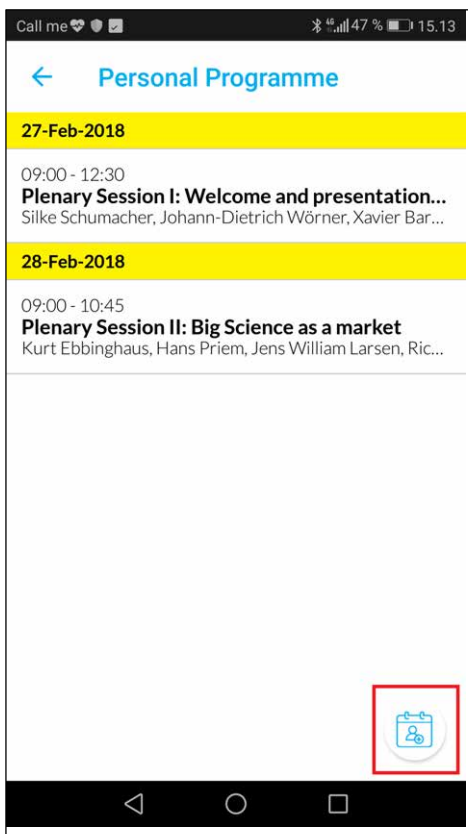 Call me 47 % 15.13
Personal Programme
27-Feb-2018
09:00 - 12:30
Plenary Session I: Welcome and presentation...
Silke Schumacher, Johann-Dietrich Wörner, Xavier Bar...
28-Feb-2018
09:00 - 10:45
Plenary Session II: Big Science as a market
Kurt Ebbinghaus, Hans Priem, Jens William Larsen, Ric...